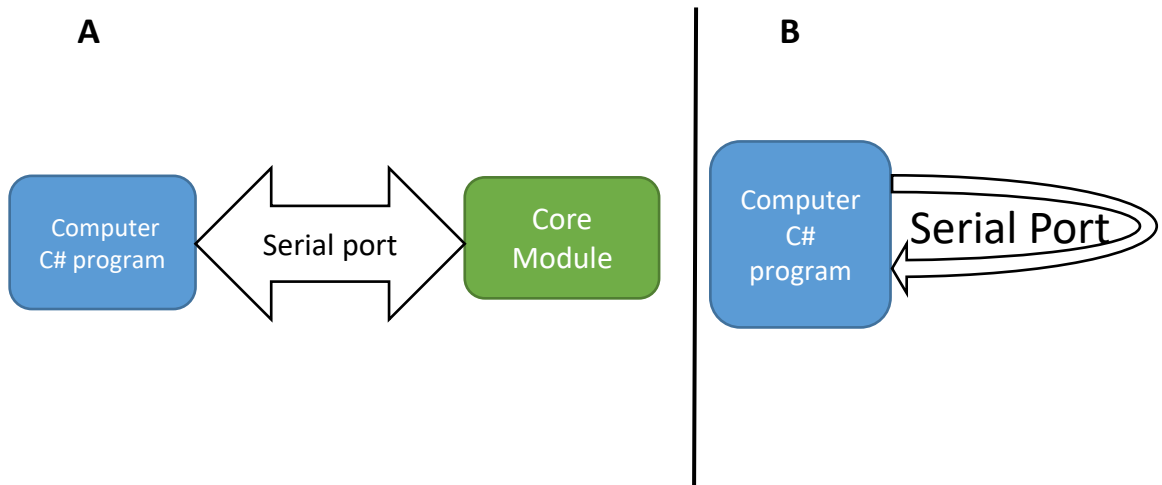 A
B
Computer
C# program
Serial port
Core
Module
Computer
C#
program
Serial Port